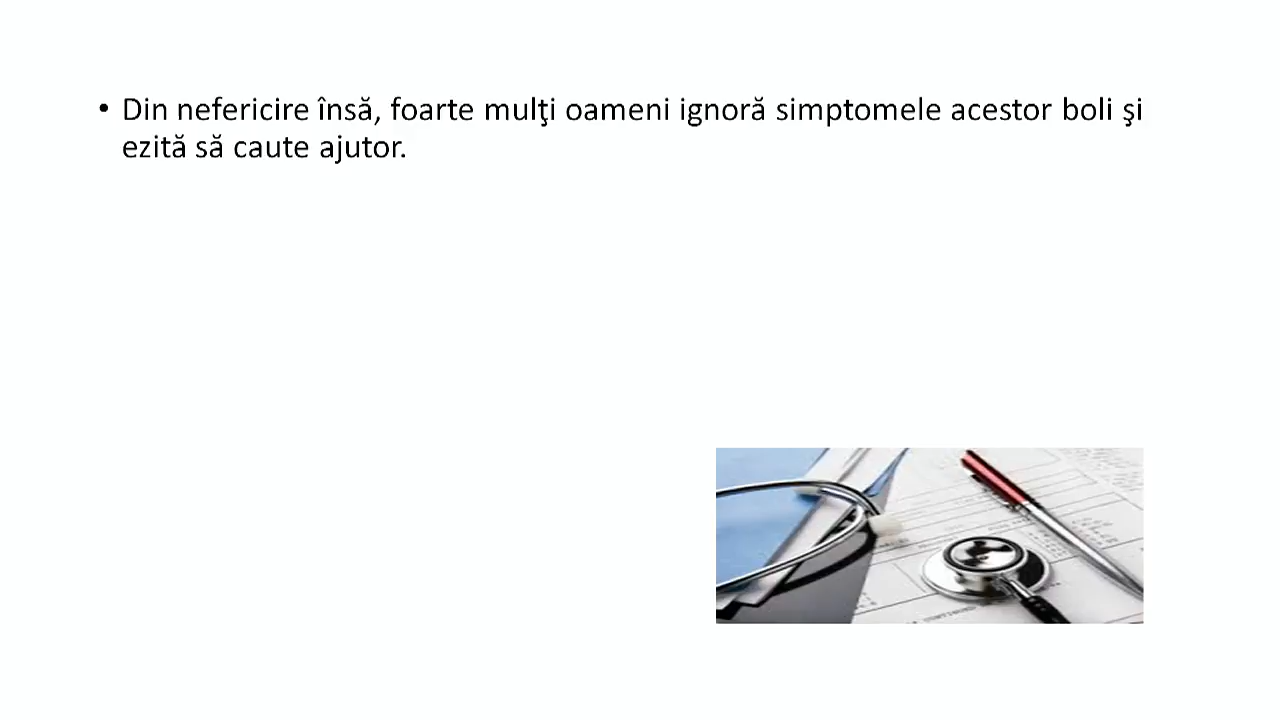 • Din nefericire însă, foarte mulţi oameni ignoră simptomele acestor boli şi
ezită să caute ajutor.